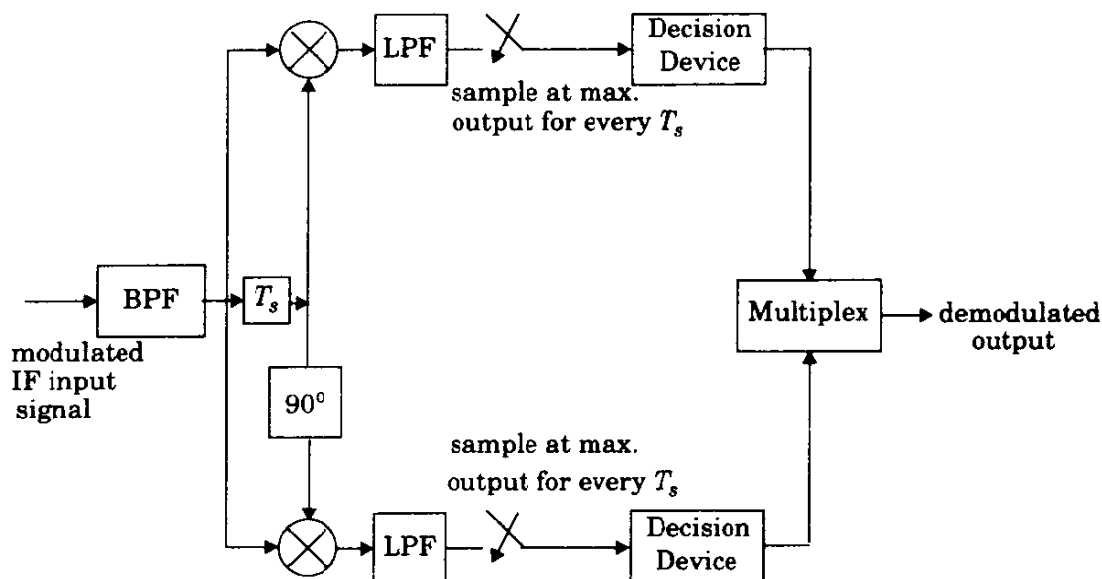 LPF
Decision
Device
sample at max.
output for every T_s
BPF
T_s
Multiplex
demodulated
output
modulated
IF input
signal
90°
sample at max.
output for every T_s
LPF
Decision
Device